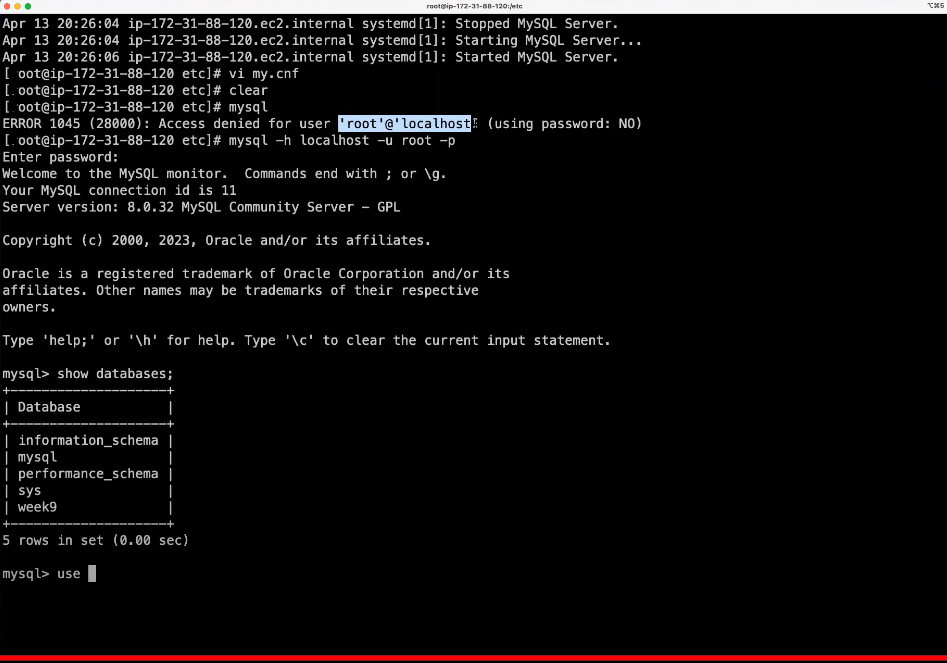 root@ip-172-31-88-120:/etc
⌥⌘5
Apr 13 20:26:04 ip-172-31-88-120.ec2.internal systemd[1]: Stopped MySQL Server.
Apr 13 20:26:04 ip-172-31-88-120.ec2.internal systemd[1]: Starting MySQL Server...
Apr 13 20:26:06 ip-172-31-88-120.ec2.internal systemd[1]: Started MySQL Server.
[ oot@ip-172-31-88-120 etc]# vi my.cnf
[ oot@ip-172-31-88-120 etc]# clear
[ oot@ip-172-31-88-120 etc]# mysql
ERROR 1045 (28000): Access denied for user 'root'@'localhost' (using password: NO)
[ oot@ip-172-31-88-120 etc]# mysql -h localhost -u root -p
Enter password:
Welcome to the MySQL monitor.  Commands end with ; or \g.
Your MySQL connection id is 11
Server version: 8.0.32 MySQL Community Server - GPL
Copyright (c) 2000, 2023, Oracle and/or its affiliates.
Oracle is a registered trademark of Oracle Corporation and/or its
affiliates. Other names may be trademarks of their respective
owners.
Type 'help;' or '\h' for help. Type '\c' to clear the current input statement.
mysql> show databases;
+--------------------+
| Database           |
+--------------------+
| information_schema |
| mysql              |
| performance_schema |
| sys                |
| week9              |
+--------------------+
5 rows in set (0.00 sec)
mysql> use